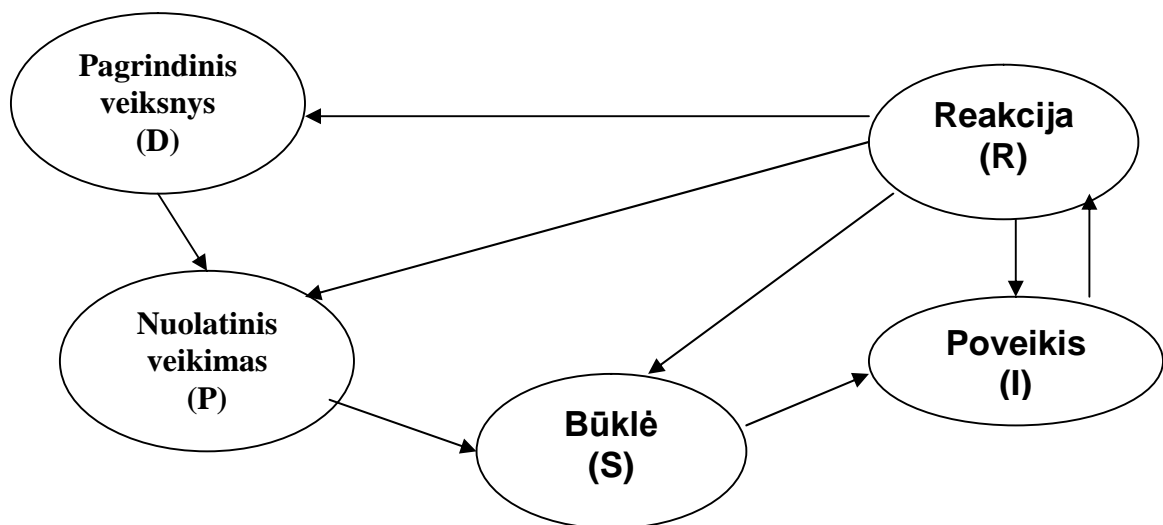 Pagrindinis
veiksnys
(D)
Reakcija
(R)
Nuolatinis
veikimas
(P)
Poveikis
(I)
Būklė
(S)